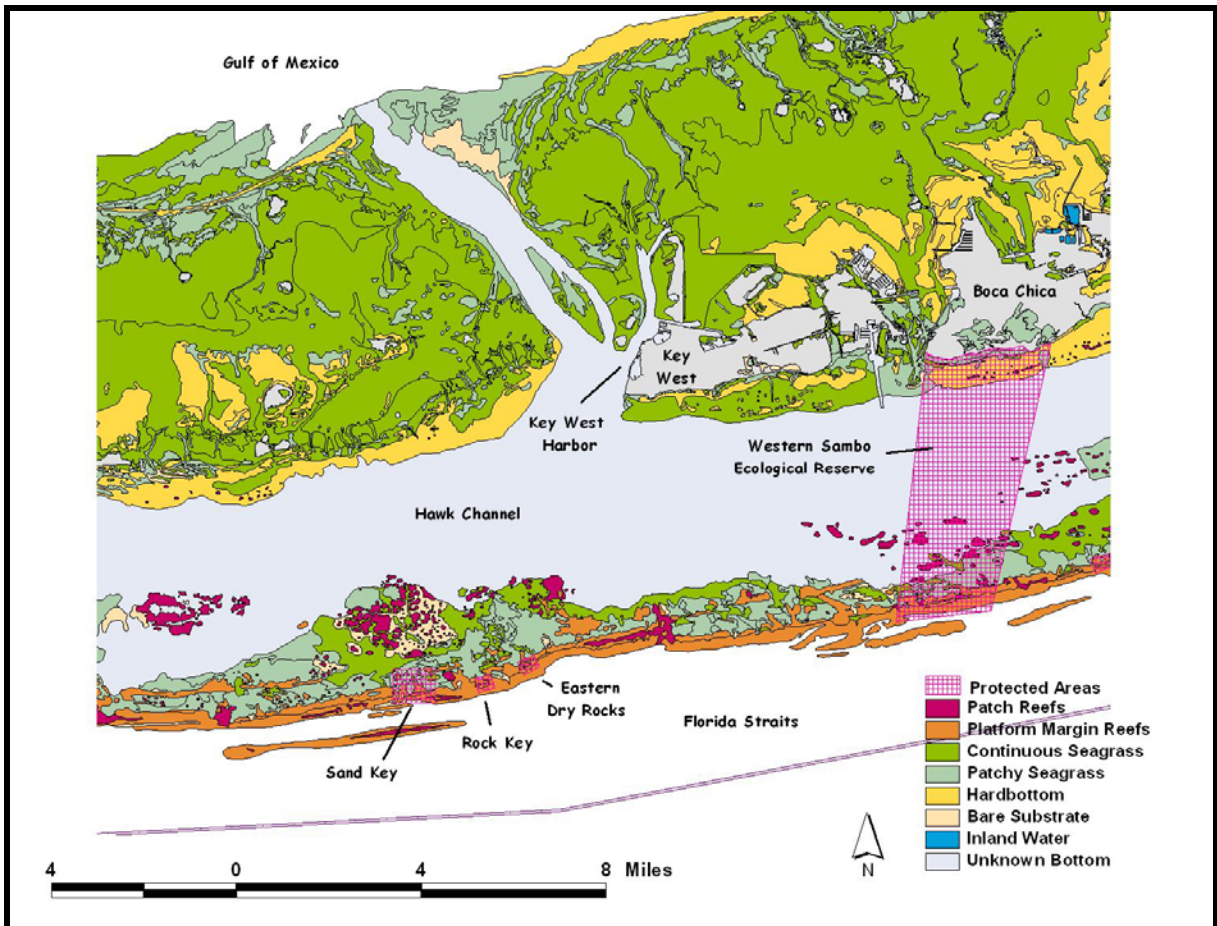 Gulf of Mexico
Boca Chica
Key
West
Key West
Harbor
Western Sambo
Ecological Reserve
Hawk Channel
Eastern
Dry Rocks
Florida Straits
Rock Key
Sand Key
Protected Areas
Patch Reefs
Platform Margin Reefs
Continuous Seagrass
Patchy Seagrass
Hardbottom
Bare Substrate
Inland Water
Unknown Bottom
N
4 0 4 8 Miles